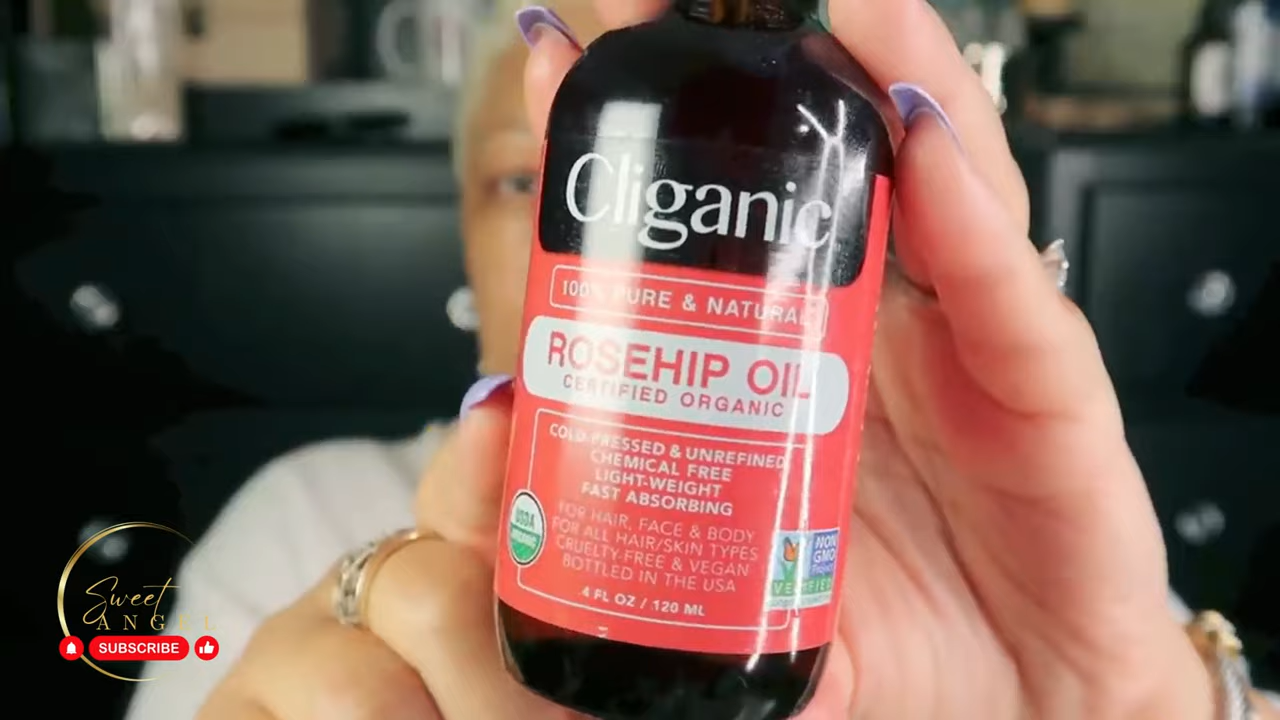 Cliganic
100% PURE & NATURAL
ROSEHIP OIL
CERTIFIED ORGANIC
COLD-PRESSED & UNREFINED
CHEMICAL FREE
LIGHT-WEIGHT
FAST ABSORBING
FOR HAIR, FACE & BODY
FOR ALL HAIR/SKIN TYPES
CRUELTY-FREE & VEGAN
BOTTLED IN THE USA
4 FL OZ / 120 ML
USDA
ORGANIC
NON
GMO
Project
VERIFIED
Sweet
ANGEL
SUBSCRIBE